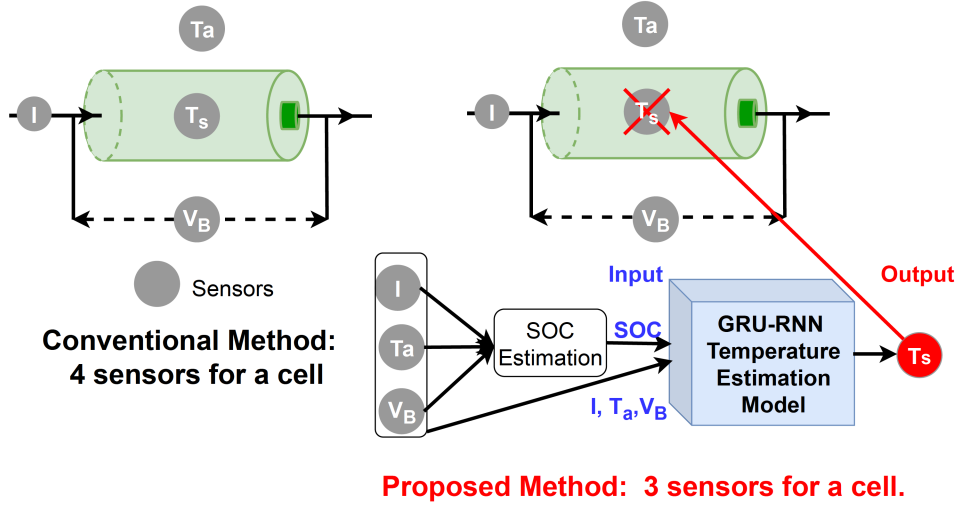 Ta
I
Ts
VB
Sensors
Conventional Method:
4 sensors for a cell
Ta
I
Ts
VB
Input
Output
I
Ta
VB
SOC
Estimation
SOC
I, Ta,VB
GRU-RNN
Temperature
Estimation
Model
Ts
Proposed Method: 3 sensors for a cell.